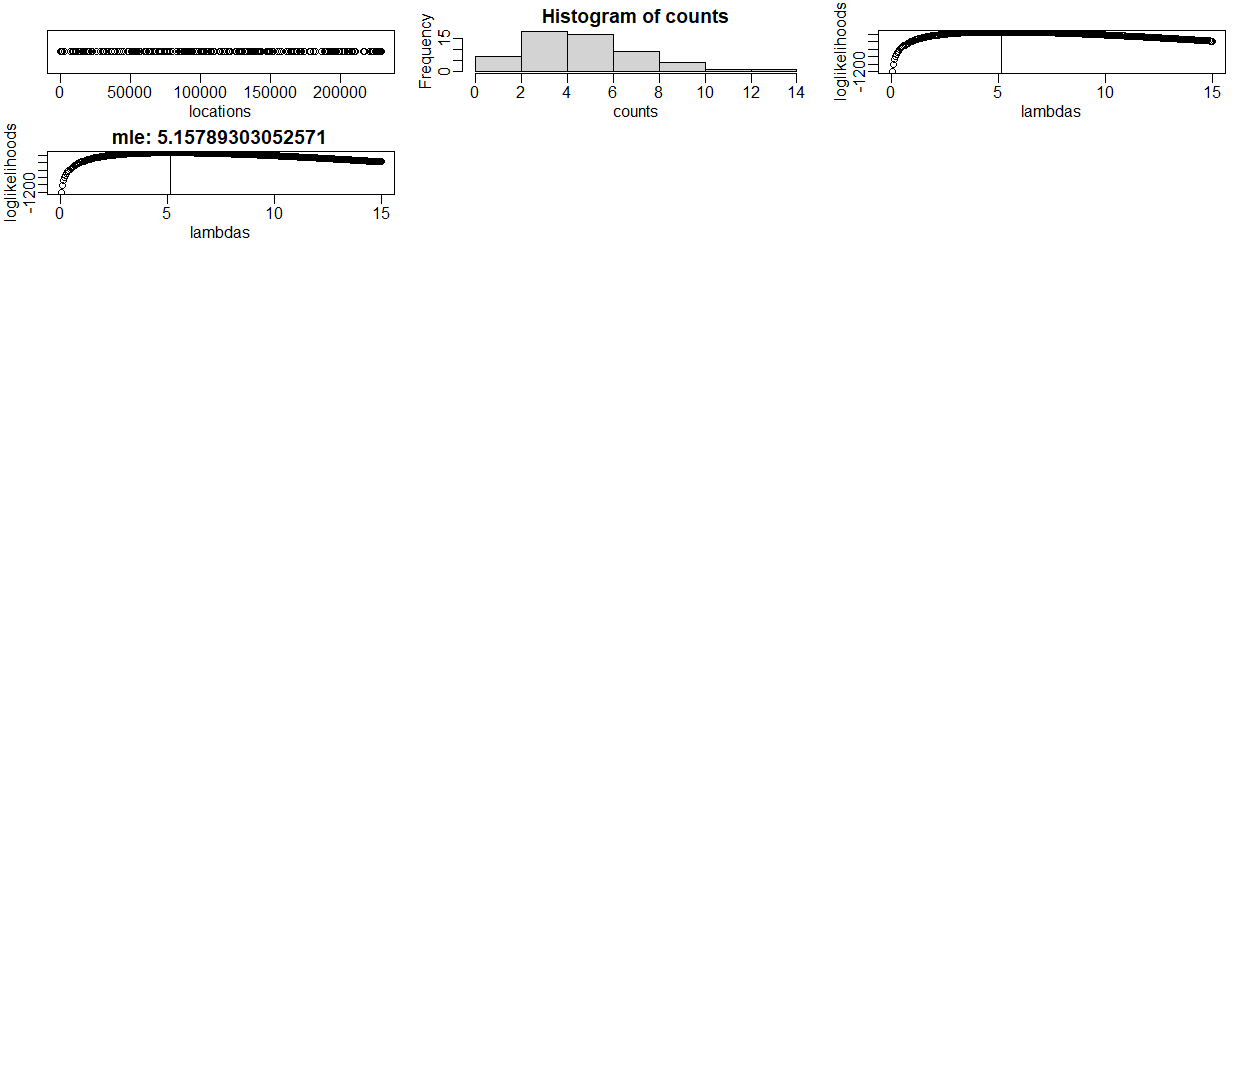 0 50000 100000 150000 200000
locations
Histogram of counts
Frequency
0 15
0 2 4 6 8 10 12 14
counts
loglikelihoods
-1200
0 5 10 15
lambdas
mle: 5.15789303052571
loglikelihoods
-1200
0 5 10 15
lambdas